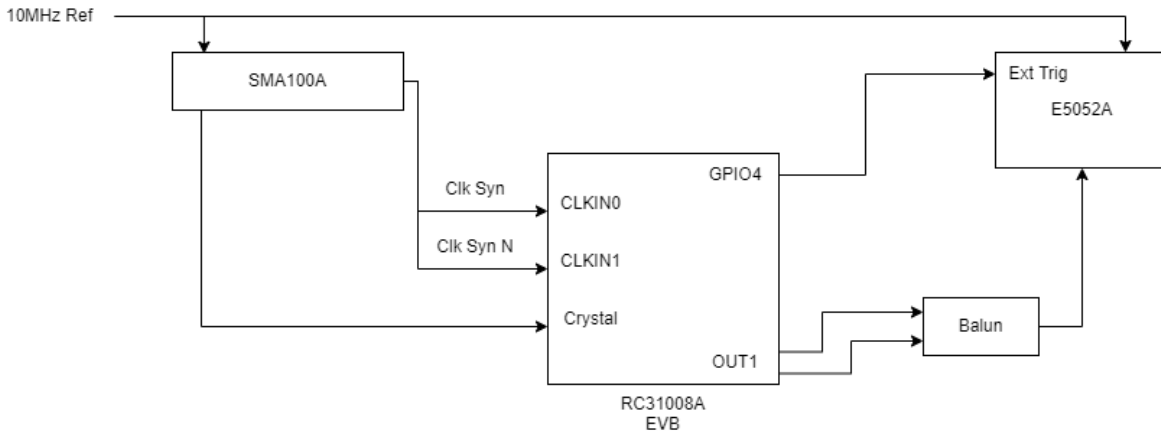 10MHz Ref
SMA100A
Ext Trig
E5052A
GPIO4
Clk Syn
CLKIN0
Clk Syn N
CLKIN1
Crystal
Balun
OUT1
RC31008A
EVB